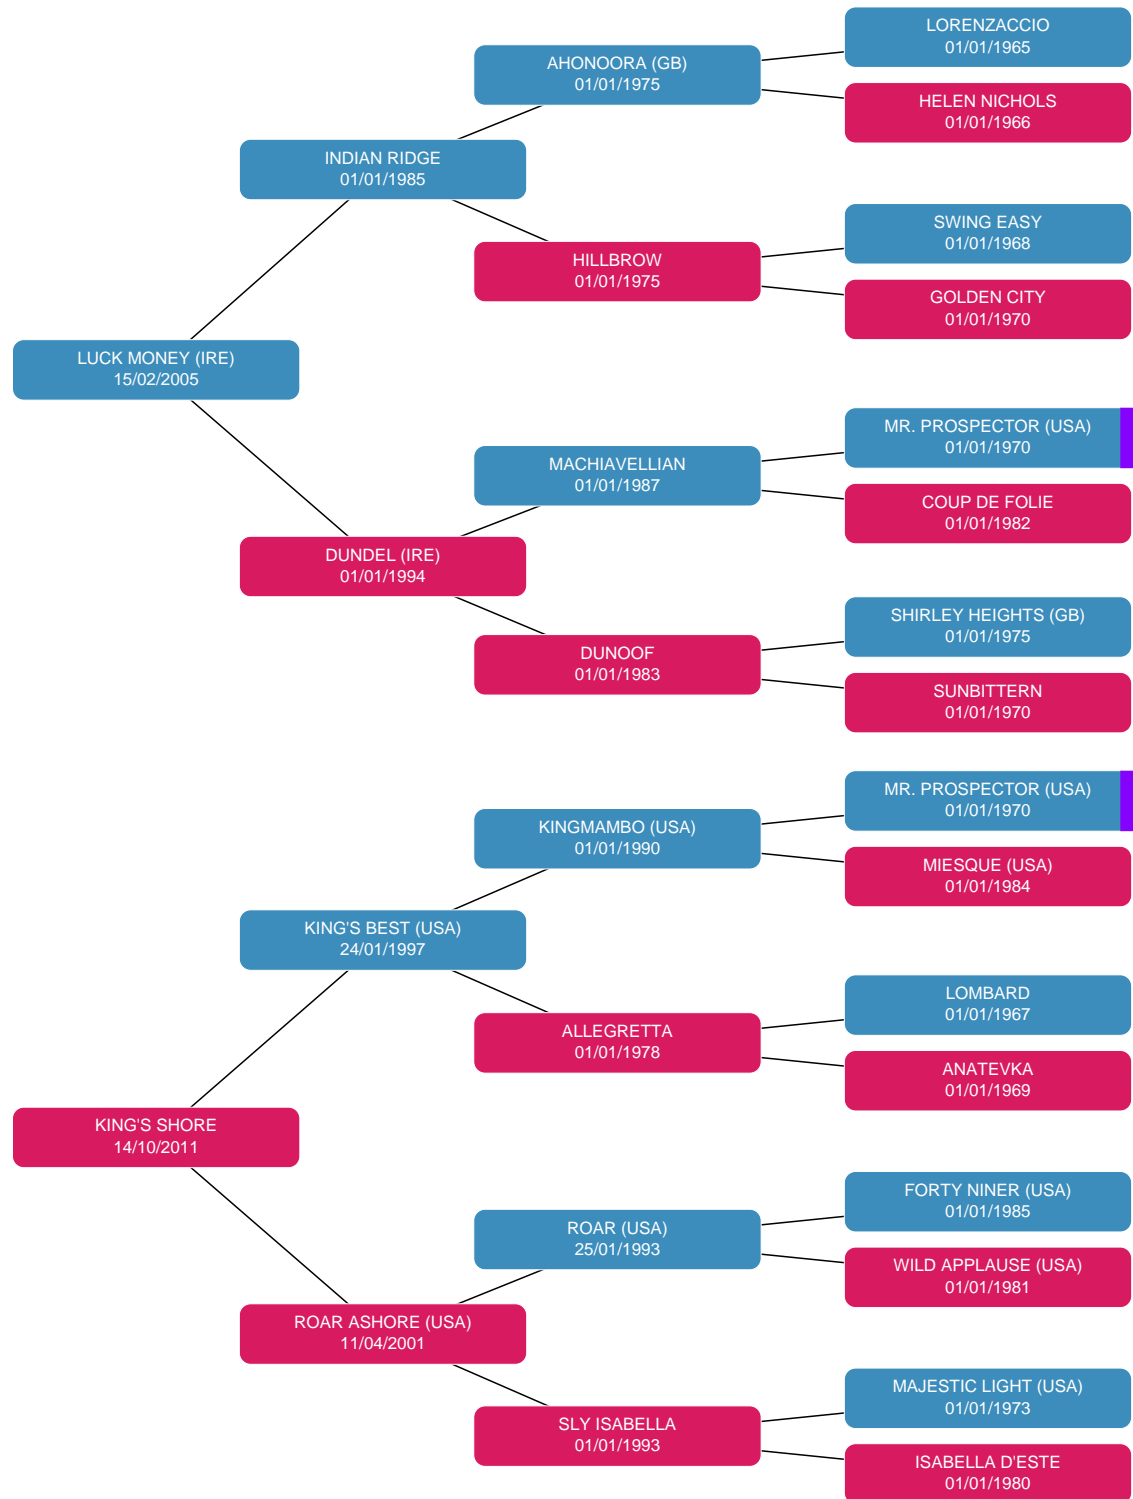 LORENZACCIO
01/01/1965
AHONOORA (GB)
01/01/1975
HELEN NICHOLS
01/01/1966
INDIAN RIDGE
01/01/1985
SWING EASY
01/01/1968
HILLBROW
01/01/1975
GOLDEN CITY
01/01/1970
LUCK MONEY (IRE)
15/02/2005
MR. PROSPECTOR (USA)
01/01/1970
MACHIAVELLIAN
01/01/1987
COUP DE FOLIE
01/01/1982
DUNDEL (IRE)
01/01/1994
SHIRLEY HEIGHTS (GB)
01/01/1975
DUNOOF
01/01/1983
SUNBITTERN
01/01/1970
MR. PROSPECTOR (USA)
01/01/1970
KINGMAMBO (USA)
01/01/1990
MIESQUE (USA)
01/01/1984
KING'S BEST (USA)
24/01/1997
LOMBARD
01/01/1967
ALLEGRETTA
01/01/1978
ANATEVKA
01/01/1969
KING'S SHORE
14/10/2011
FORTY NINER (USA)
01/01/1985
ROAR (USA)
25/01/1993
WILD APPLAUSE (USA)
01/01/1981
ROAR ASHORE (USA)
11/04/2001
MAJESTIC LIGHT (USA)
01/01/1973
SLY ISABELLA
01/01/1993
ISABELLA D'ESTE
01/01/1980